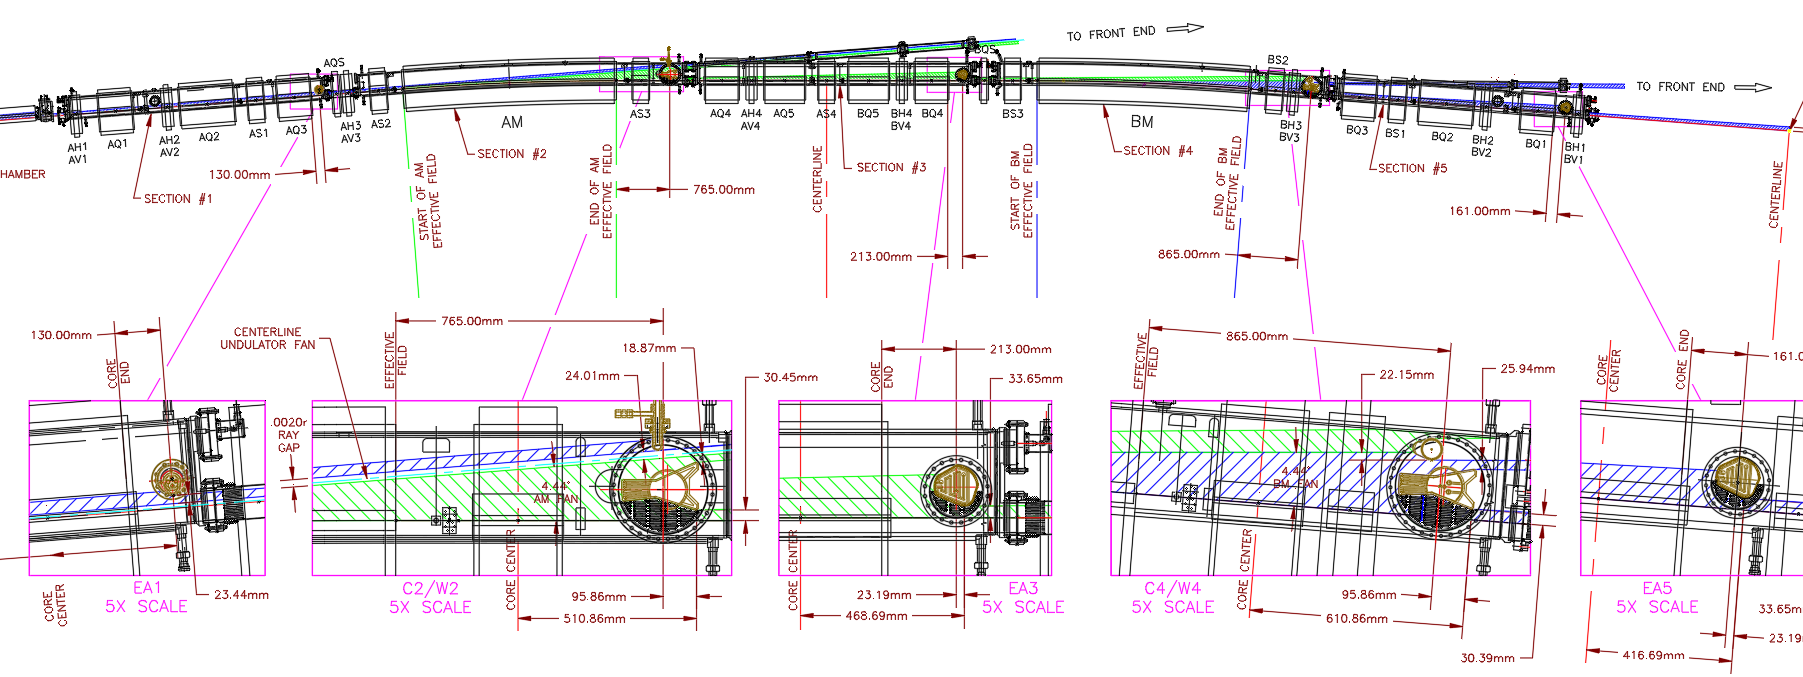 TO FRONT END
BQS
AQS
BS2
TO FRONT END
AH1
AV1
AQ1
AH2
AV2
AQ2
AS1
AQ3
AH3
AV3
AS2
AM
AS3
AQ4
AH4
AV4
AQ5
AS4
BQ5
BH4
BV4
BQ4
BS3
BM
BH3
BV3
BQ3
BS1
BQ2
BH2
BV2
BQ1
BH1
BV1
HAMBER
SECTION #1
130.00mm
SECTION #2
SECTION #3
SECTION #4
SECTION #5
START OF AM
EFFECTIVE FIELD
END OF AM
EFFECTIVE FIELD
765.00mm
CENTERLINE
213.00mm
START OF BM
EFFECTIVE FIELD
END OF BM
EFFECTIVE FIELD
865.00mm
161.00mm
CENTERLINE
130.00mm
CORE
END
CENTERLINE
UNDULATOR FAN
.0020r
RAY
GAP
EA1
5X SCALE
CORE
CENTER
23.44mm
765.00mm
EFFECTIVE
FIELD
18.87mm
24.01mm
30.45mm
4.44°
AM FAN
C2/W2
5X SCALE
CORE CENTER
95.86mm
510.86mm
213.00mm
CORE
END
33.65mm
CORE CENTER
EA3
5X SCALE
23.19mm
468.69mm
865.00mm
EFFECTIVE
FIELD
22.15mm
25.94mm
4.44°
BM FAN
C4/W4
5X SCALE
CORE CENTER
95.86mm
610.86mm
30.39mm
CORE
CENTER
CORE END
161.0
EA5
5X SCALE
33.65m
23.19
416.69mm